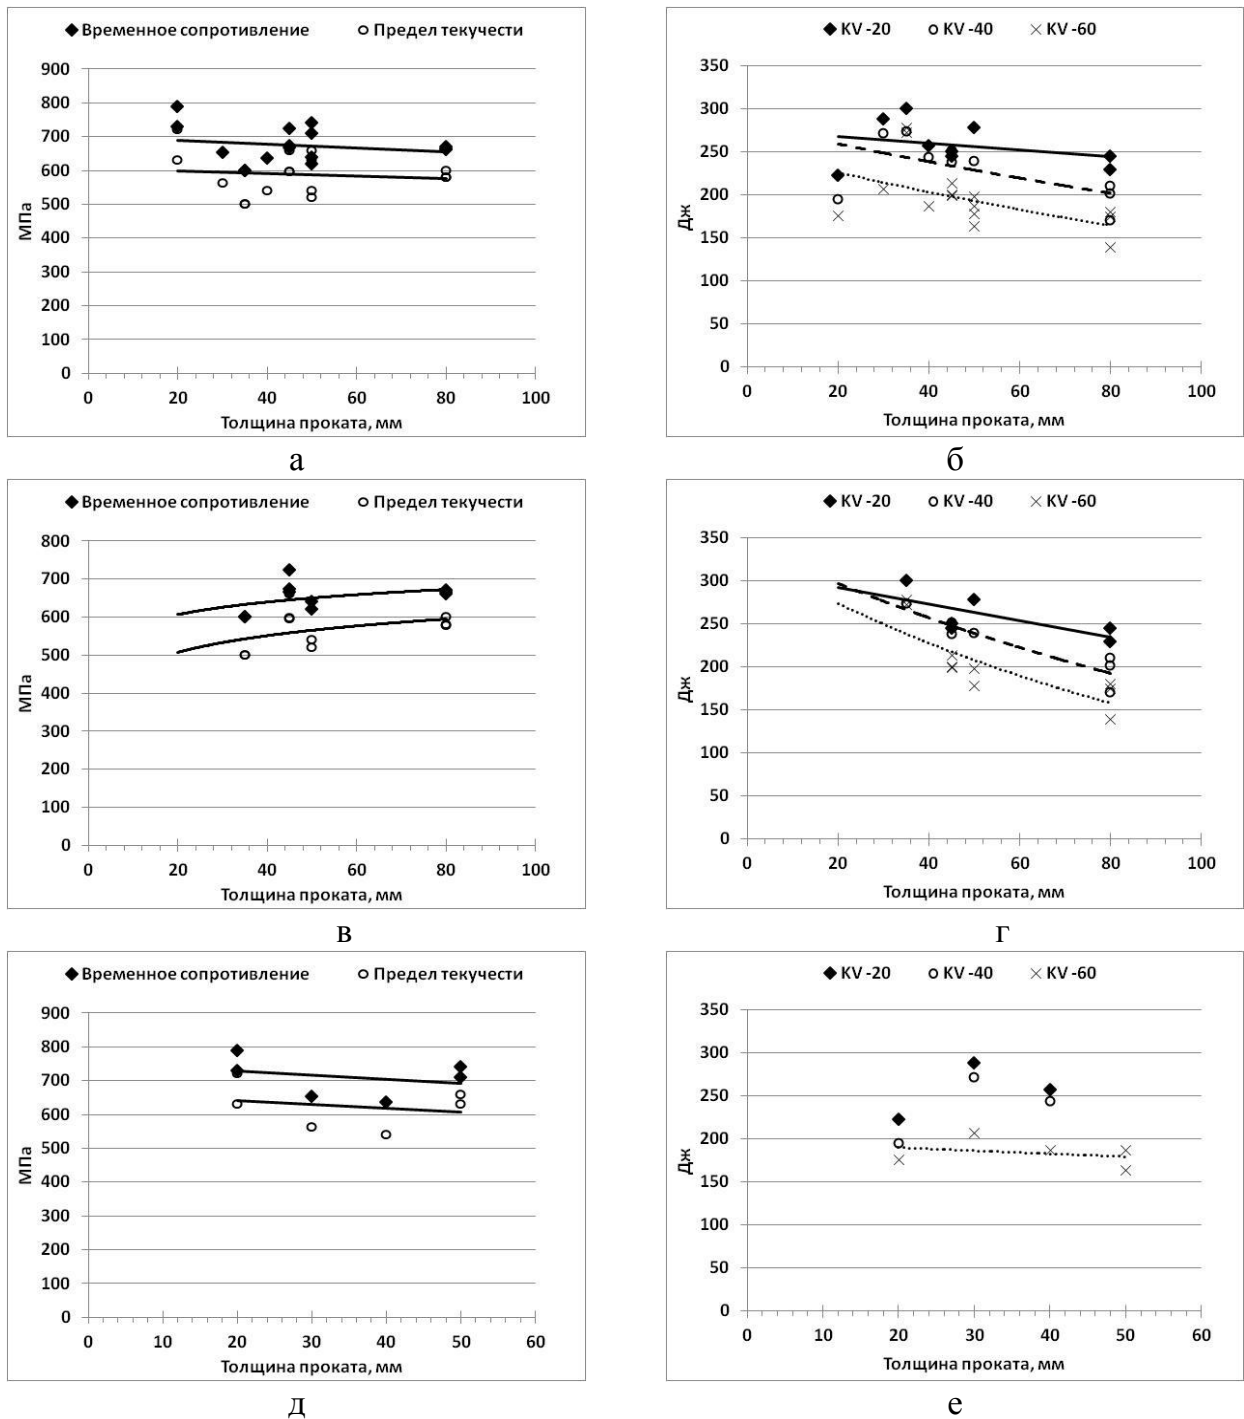 Временное сопротивление Предел текучести
900
800
700
600
500
400
300
200
100
0
МПа
0 20 40 60 80 100
Толщина проката, мм
а
KV -20 KV -40 KV -60
350
300
250
200
150
100
50
0
Дж
0 20 40 60 80 100
Толщина проката, мм
б
Временное сопротивление Предел текучести
800
700
600
500
400
300
200
100
0
МПа
0 20 40 60 80 100
Толщина проката, мм
в
KV -20 KV -40 KV -60
350
300
250
200
150
100
50
0
Дж
0 20 40 60 80 100
Толщина проката, мм
г
Временное сопротивление Предел текучести
900
800
700
600
500
400
300
200
100
0
МПа
0 10 20 30 40 50 60
Толщина проката, мм
д
KV -20 KV -40 KV -60
350
300
250
200
150
100
50
0
Дж
0 10 20 30 40 50 60
Толщина проката, мм
е